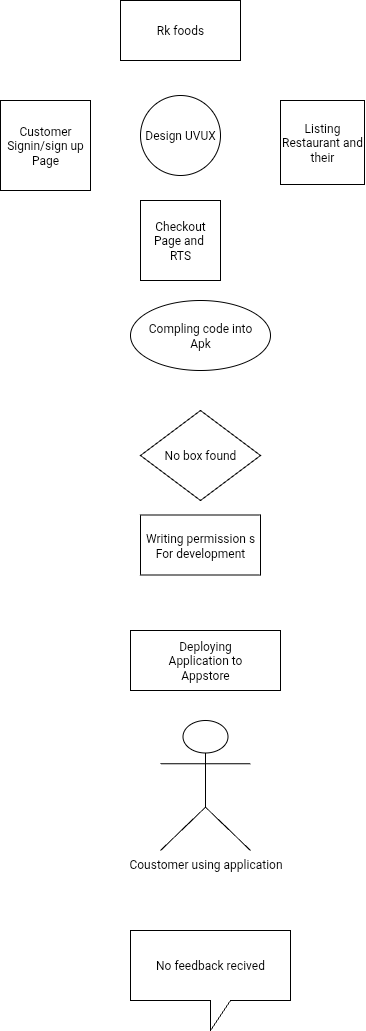 Rk foods
Customer
Signin/sign up
Page
Design UVUX
Listing
Restaurant and
their
Checkout
Page and
RTS
Compling code into
Apk
No box found
Writing permission s
For development
Deploying
Application to
Appstore
Coustomer using application
No feedback recived